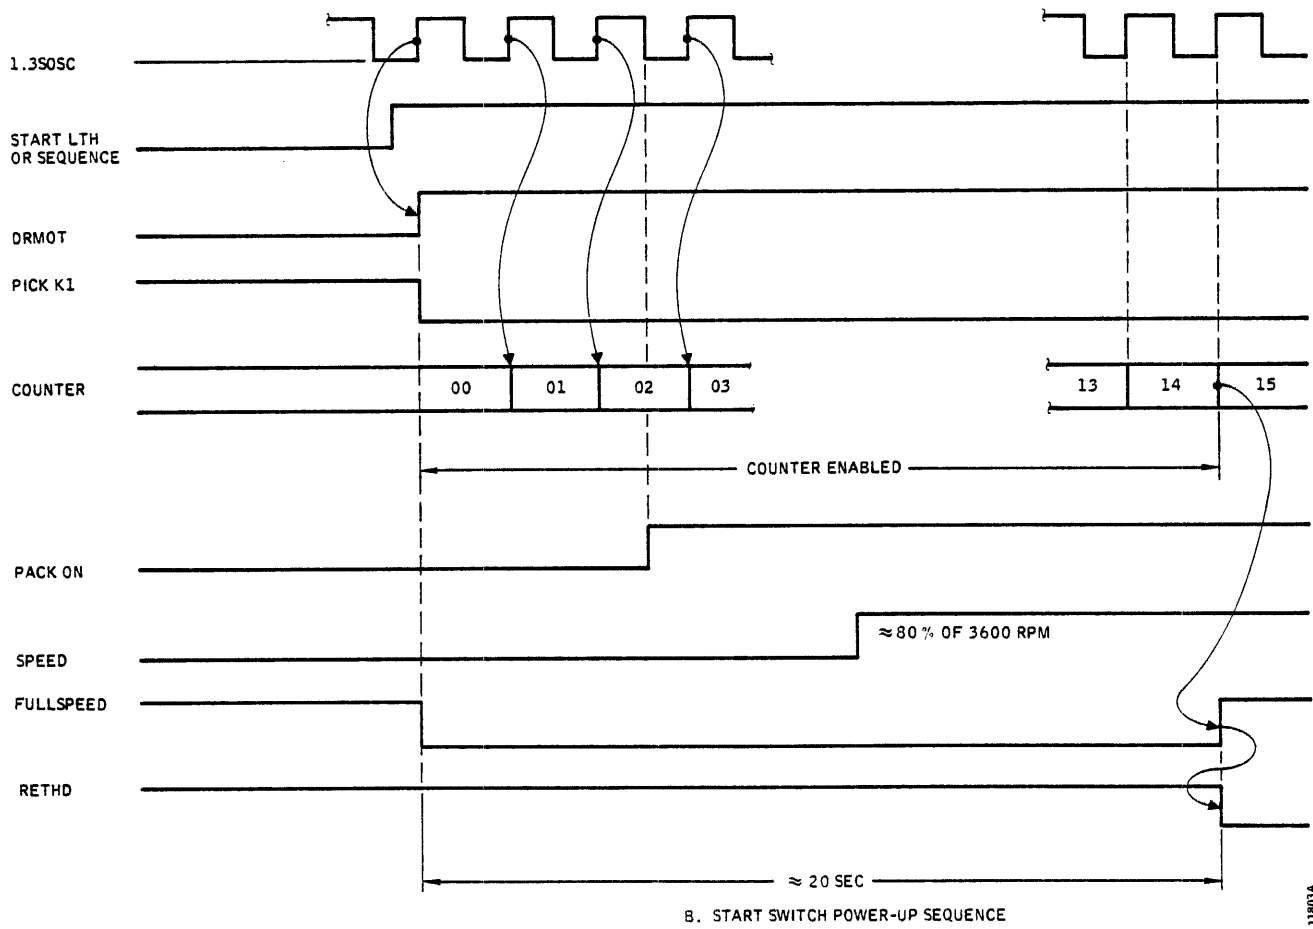 1.3SOSC
START LTH
OR SEQUENCE
DRMOT
PICK K1
COUNTER
00 01 02 03 13 14 15
COUNTER ENABLED
PACK ON
SPEED
≈ 80 % OF 3600 RPM
FULLSPEED
RETHD
≈ 20 SEC
B. START SWITCH POWER-UP SEQUENCE
11803A